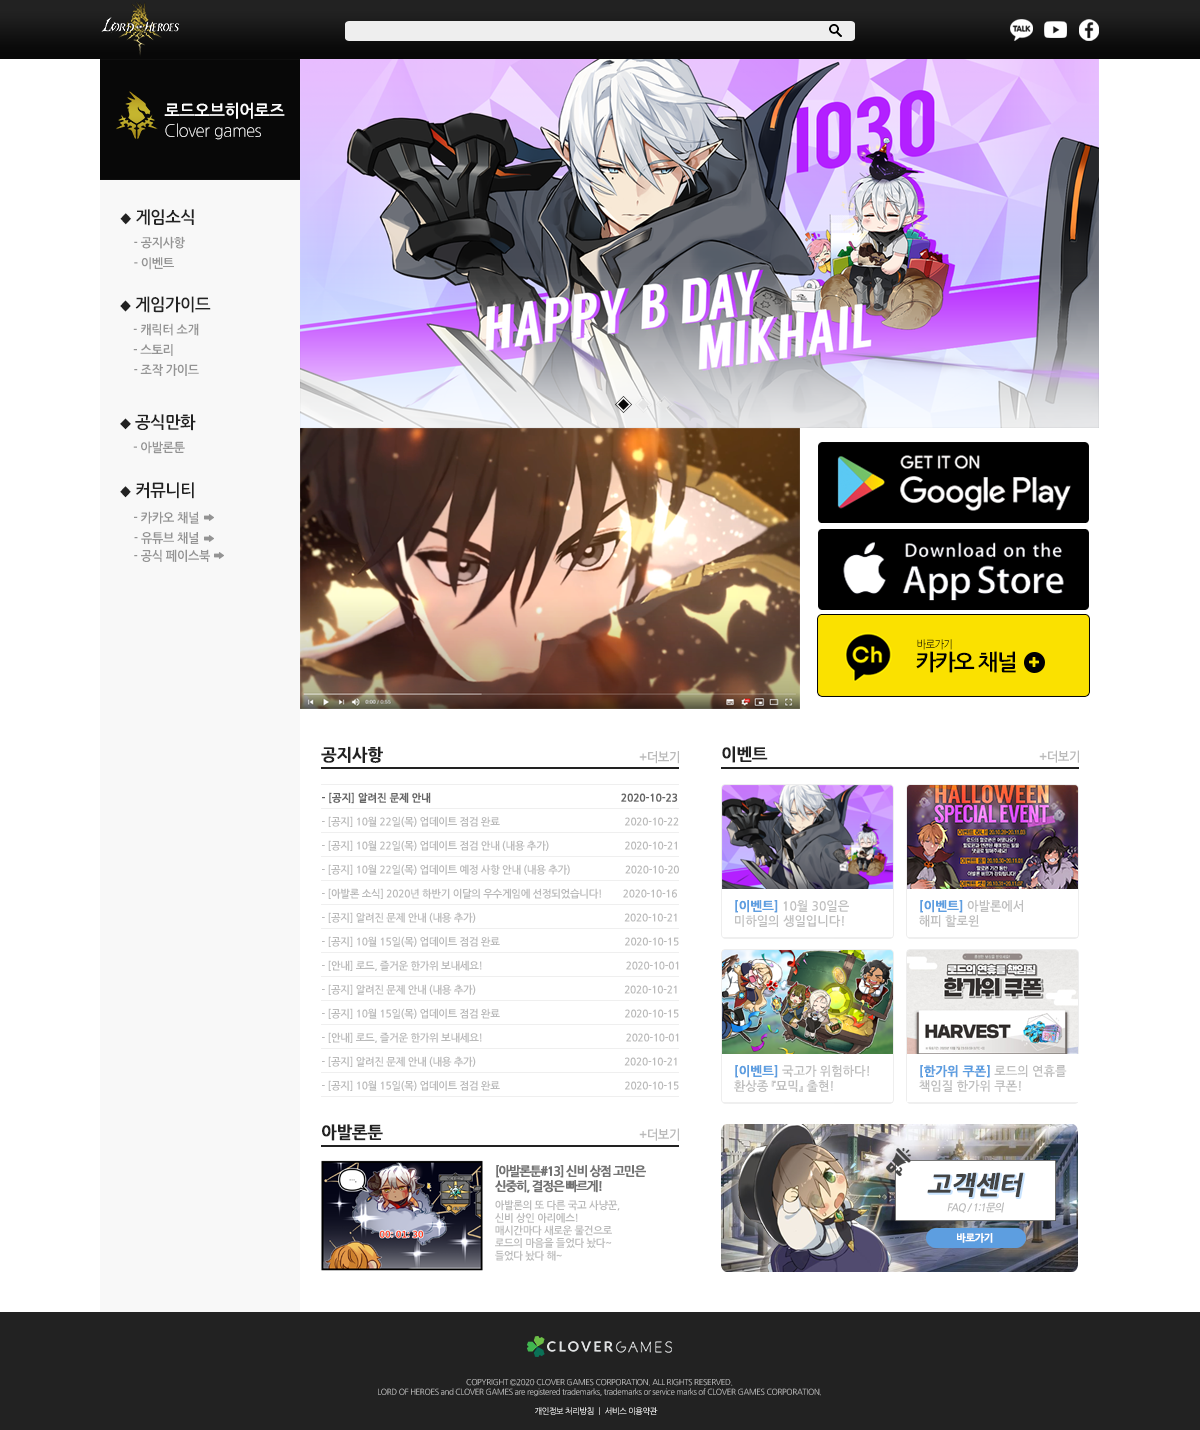 LORD of HEROES
TALK
로드오브히어로즈
Clover games
◆ 게임소식
- 공지사항
- 이벤트
◆ 게임가이드
- 캐릭터 소개
- 스토리
- 조작 가이드
◆ 공식만화
- 아발론툰
◆ 커뮤니티
- 카카오 채널
- 유튜브 채널
- 공식 페이스북
1030
HAPPY B DAY
MIKHAIL
0:00 / 0:55
GET IT ON
Google Play
Download on the
App Store
Ch
바로가기
카카오 채널
공지사항
+더보기
- [공지] 알려진 문제 안내 2020-10-23
- [공지] 10월 22일(목) 업데이트 점검 완료 2020-10-22
- [공지] 10월 22일(목) 업데이트 점검 안내 (내용 추가) 2020-10-21
- [공지] 10월 22일(목) 업데이트 예정 사항 안내 (내용 추가) 2020-10-20
- [아발론 소식] 2020년 하반기 이달의 우수게임에 선정되었습니다! 2020-10-16
- [공지] 알려진 문제 안내 (내용 추가) 2020-10-21
- [공지] 10월 15일(목) 업데이트 점검 완료 2020-10-15
- [안내] 로드, 즐거운 한가위 보내세요! 2020-10-01
- [공지] 알려진 문제 안내 (내용 추가) 2020-10-21
- [공지] 10월 15일(목) 업데이트 점검 완료 2020-10-15
- [안내] 로드, 즐거운 한가위 보내세요! 2020-10-01
- [공지] 알려진 문제 안내 (내용 추가) 2020-10-21
- [공지] 10월 15일(목) 업데이트 점검 완료 2020-10-15
이벤트
+더보기
HALLOWEEN
SPECIAL EVENT
[이벤트] 10월 30일은
미하일의 생일입니다!
[이벤트] 아발론에서
해피 할로윈
로드의 연휴를 책임질
한가위 쿠폰
HARVEST
[이벤트] 국고가 위험하다!
환상종『묘믹』출현!
[한가위 쿠폰] 로드의 연휴를
책임질 한가위 쿠폰!
아발론툰
+더보기
00: 01: 30
[아발론툰#13] 신비 상점 고민은
신중히, 결정은 빠르게!
아발론의 또 다른 국고 사냥꾼,
신비 상인 아리에스!
매시간마다 새로운 물건으로
로드의 마음을 들었다 놨다~
들었다 놨다 해~
고객센터
FAQ / 1:1문의
바로가기
CLOVERGAMES
COPYRIGHT ©2020 CLOVER GAMES CORPORATION. ALL RIGHTS RESERVED.
LORD OF HEROES and CLOVER GAMES are registered trademarks, trademarks or service marks of CLOVER GAMES CORPORATION.
개인정보 처리방침 | 서비스 이용약관